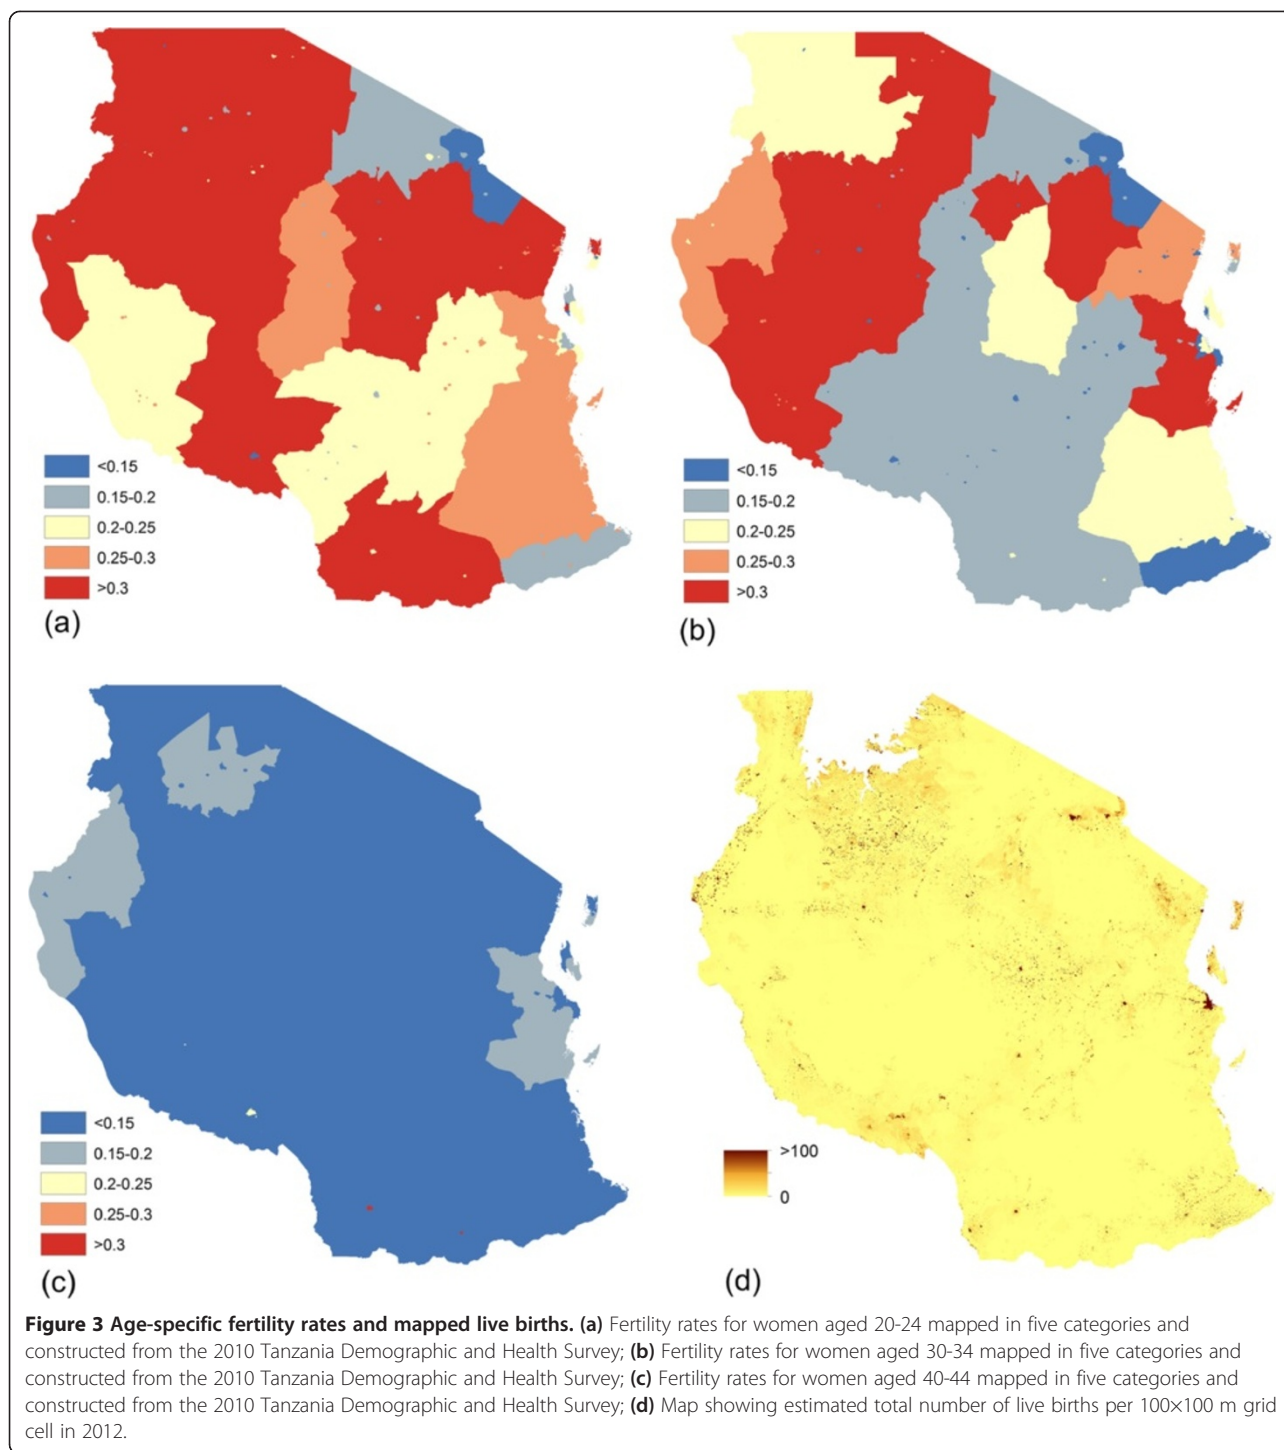 <0.15
0.15-0.2
0.2-0.25
0.25-0.3
>0.3
(a)
<0.15
0.15-0.2
0.2-0.25
0.25-0.3
>0.3
(b)
<0.15
0.15-0.2
0.2-0.25
0.25-0.3
>0.3
(c)
>100
0
(d)
Figure 3 Age-specific fertility rates and mapped live births. (a) Fertility rates for women aged 20-24 mapped in five categories and
constructed from the 2010 Tanzania Demographic and Health Survey; (b) Fertility rates for women aged 30-34 mapped in five categories and
constructed from the 2010 Tanzania Demographic and Health Survey; (c) Fertility rates for women aged 40-44 mapped in five categories and
constructed from the 2010 Tanzania Demographic and Health Survey; (d) Map showing estimated total number of live births per 100×100 m grid
cell in 2012.